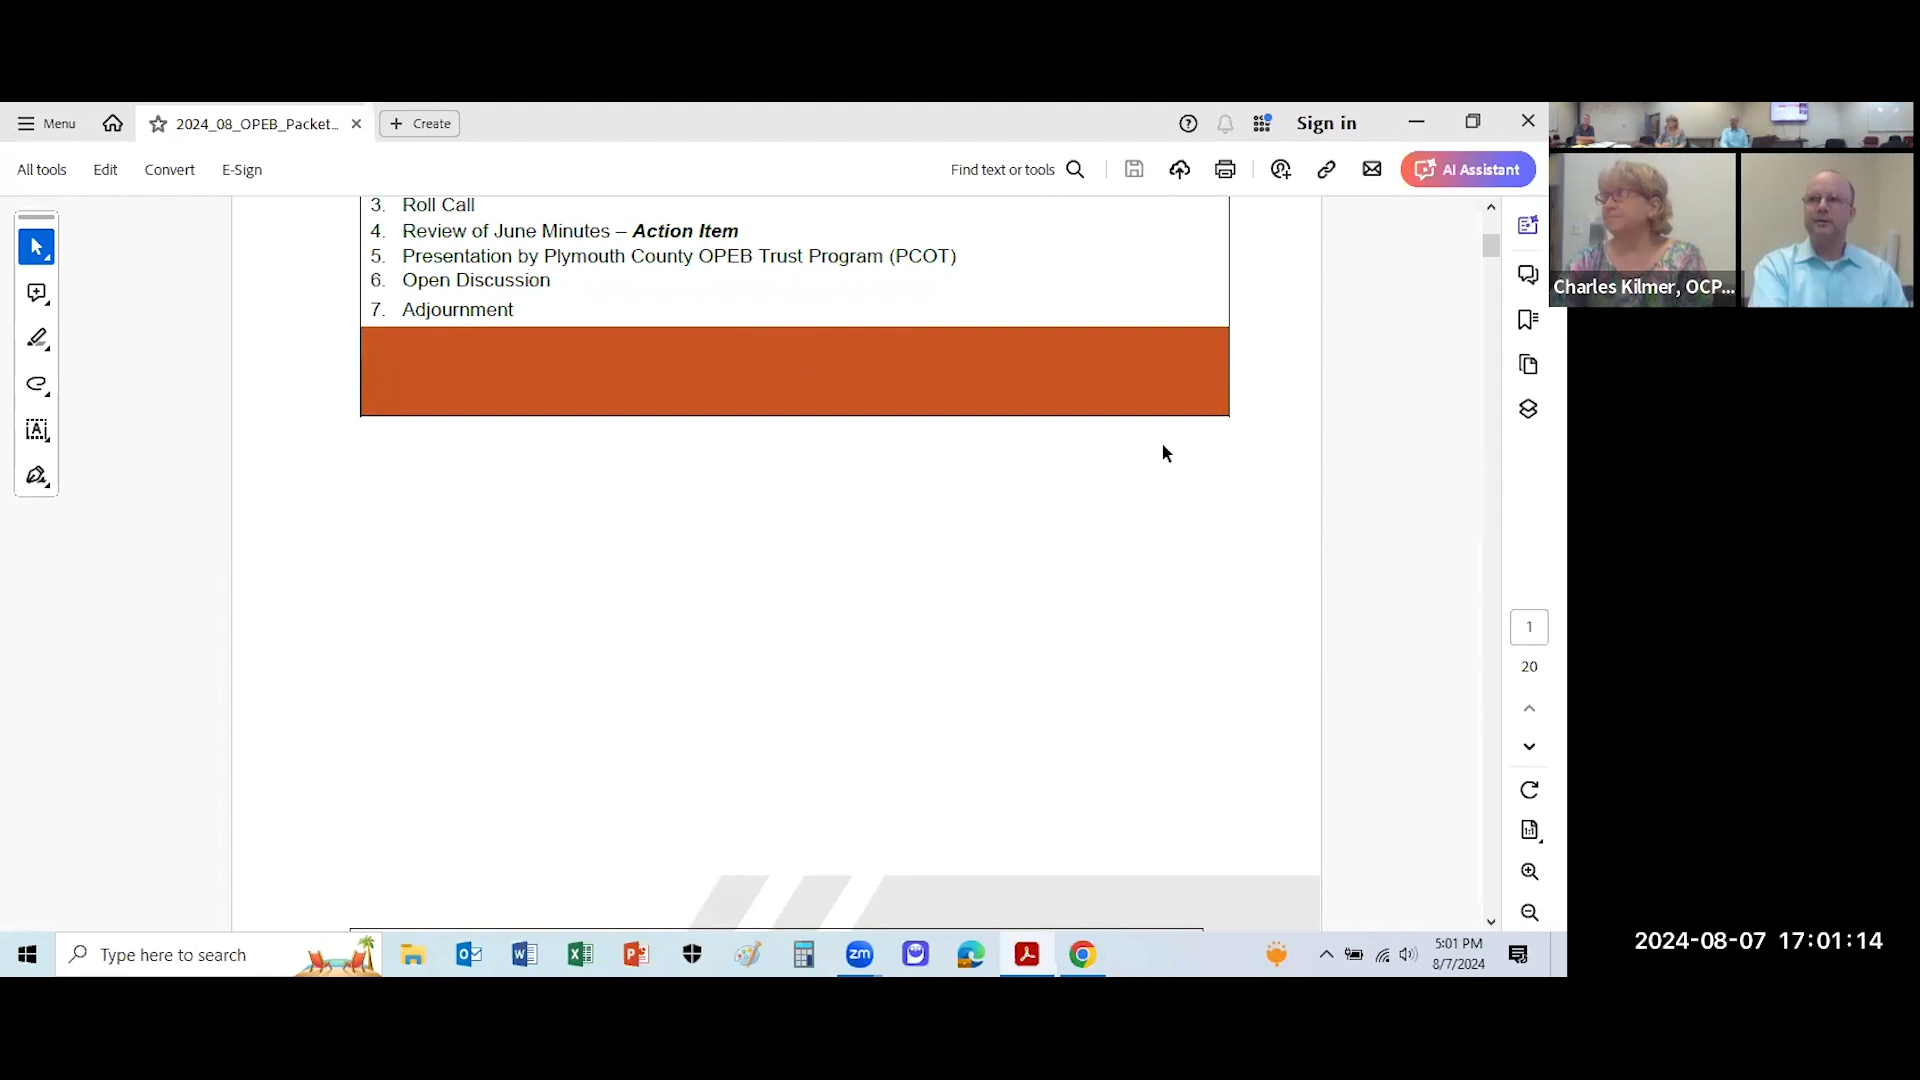 Menu
2024_08_OPEB_Packet...
Create
Sign in
All tools
Edit
Convert
E-Sign
Find text or tools
AI Assistant
3. Roll Call
4. Review of June Minutes – Action Item
5. Presentation by Plymouth County OPEB Trust Program (PCOT)
6. Open Discussion
7. Adjournment
Charles Kilmer, OCP...
1
20
2024-08-07 17:01:14
Type here to search
zm
5:01 PM
8/7/2024